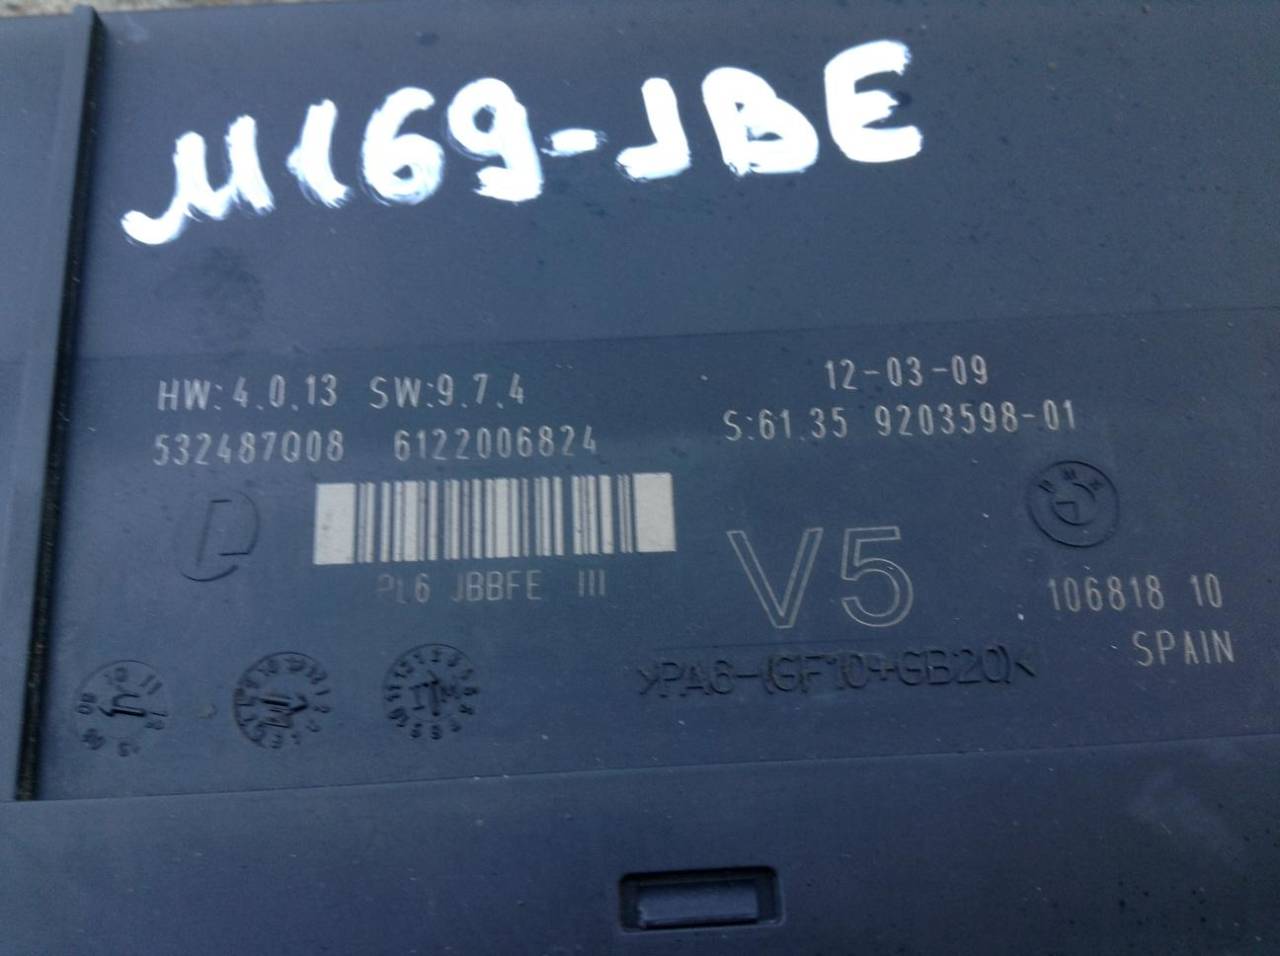 M169-JBE
HW:4.0.13 SW:9.7.4
12-03-09
532487Q08 6122006824
S:61.35 9203598-01
BMW
PL6 JBBFE III
V5
106818 10
SPAIN
>PA6-(GF10+GB20)<